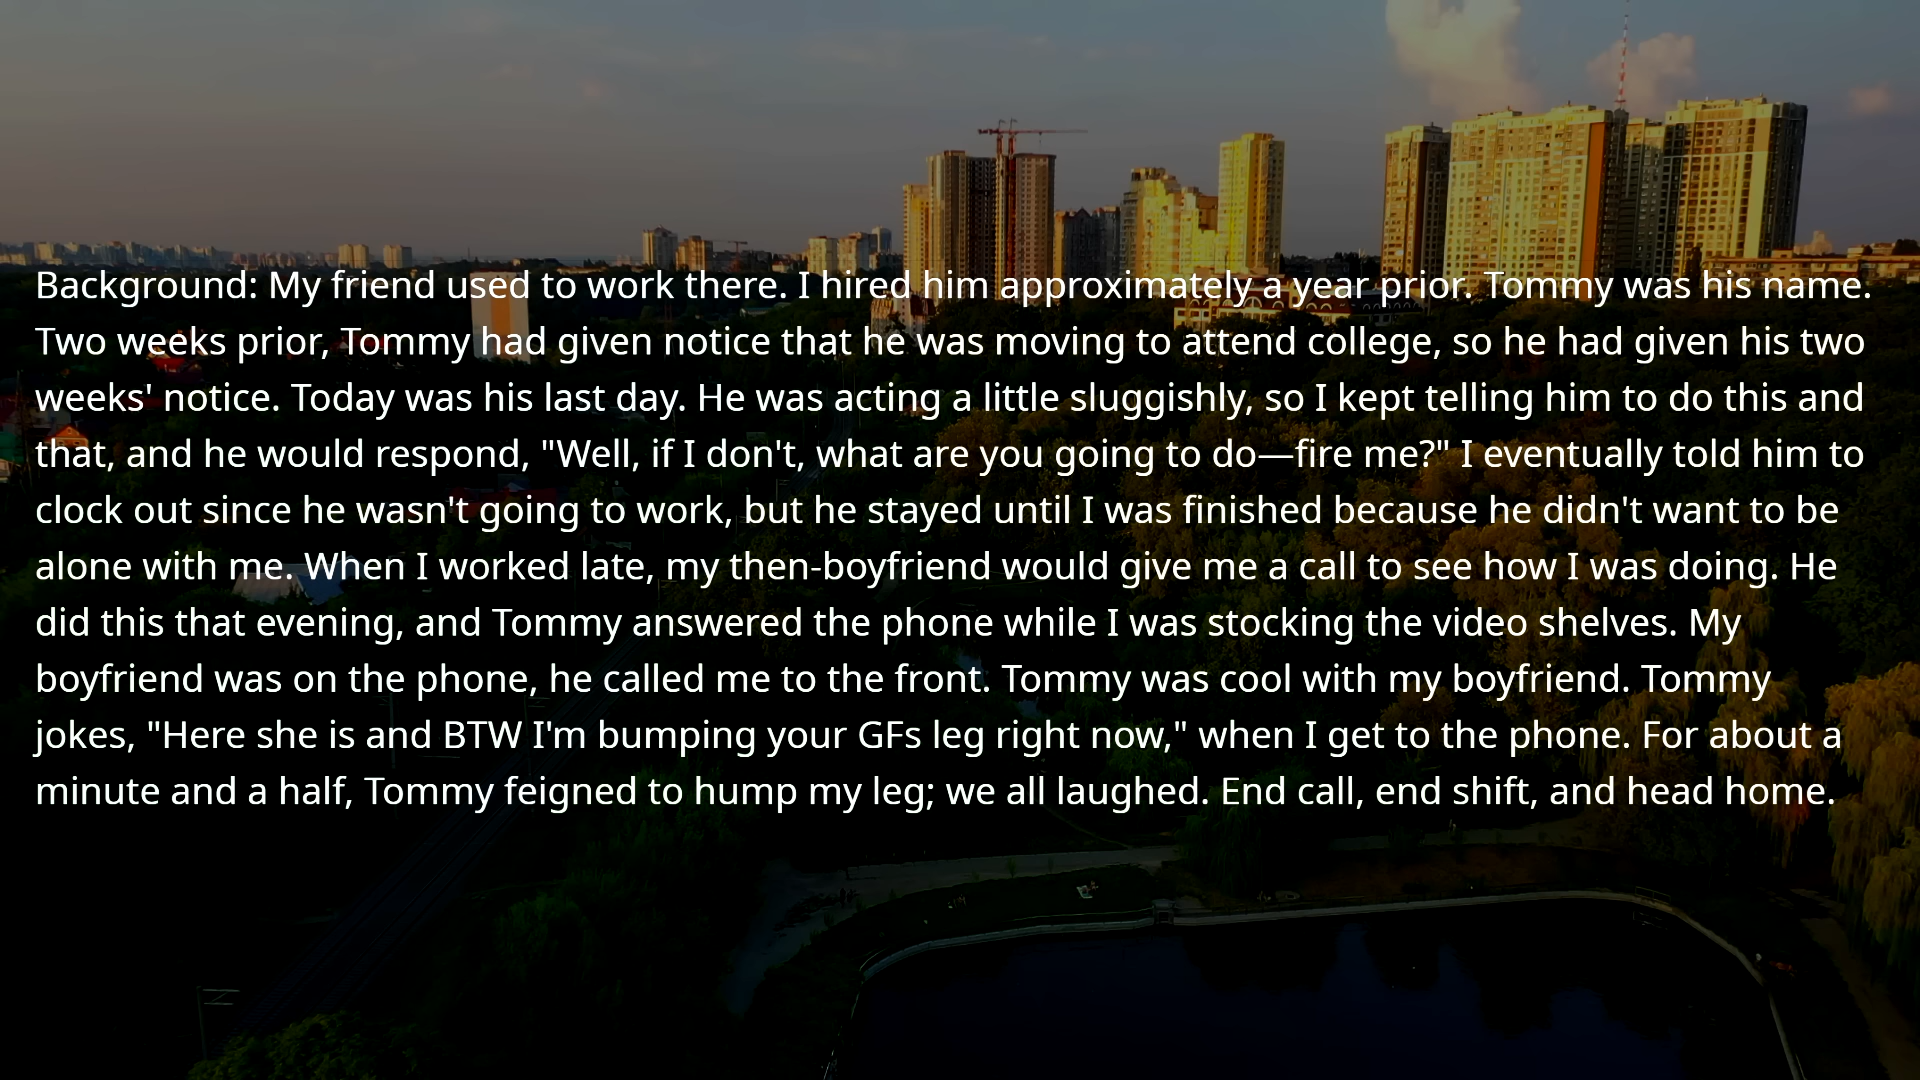 Background: My friend used to work there. I hired him approximately a year prior. Tommy was his name.
Two weeks prior, Tommy had given notice that he was moving to attend college, so he had given his two
weeks' notice. Today was his last day. He was acting a little sluggishly, so I kept telling him to do this and
that, and he would respond, "Well, if I don't, what are you going to do—fire me?" I eventually told him to
clock out since he wasn't going to work, but he stayed until I was finished because he didn't want to be
alone with me. When I worked late, my then-boyfriend would give me a call to see how I was doing. He
did this that evening, and Tommy answered the phone while I was stocking the video shelves. My
boyfriend was on the phone, he called me to the front. Tommy was cool with my boyfriend. Tommy
jokes, "Here she is and BTW I'm bumping your GFs leg right now," when I get to the phone. For about a
minute and a half, Tommy feigned to hump my leg; we all laughed. End call, end shift, and head home.